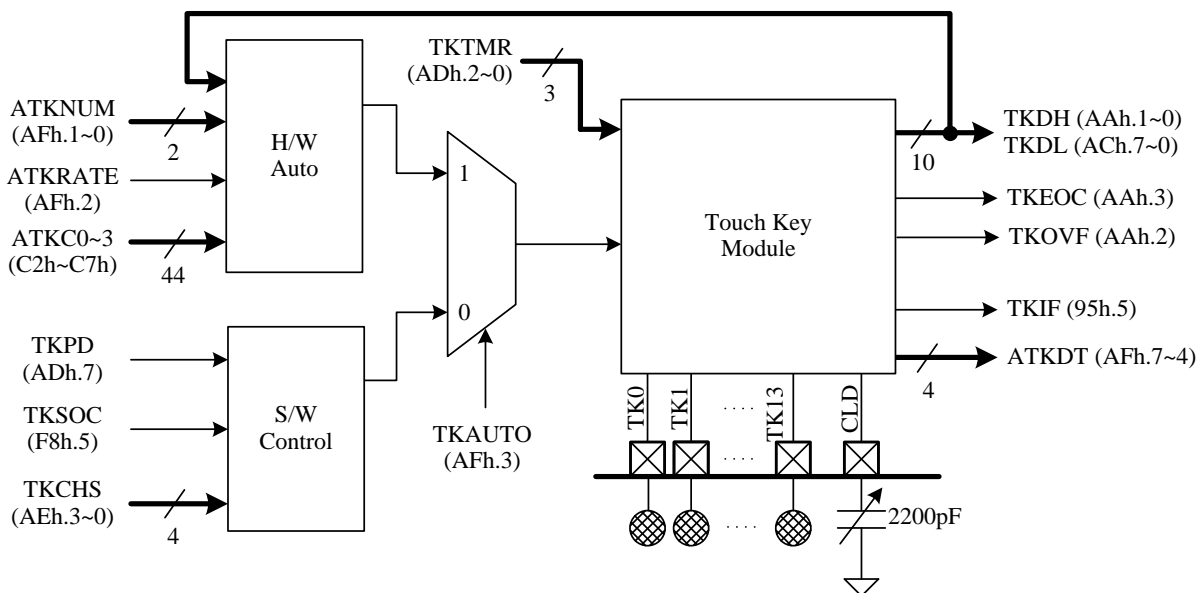 ATKNUM
(AFh.1~0)
2
ATKRATE
(AFh.2)
ATKC0~3
(C2h~C7h)
44
H/W
Auto
TKPD
(ADh.7)
TKSOC
(F8h.5)
TKCHS
(AEh.3~0)
4
S/W
Control
1
0
TKAUTO
(AFh.3)
TKTMR
(ADh.2~0)
3
Touch Key
Module
10
TKDH (AAh.1~0)
TKDL (ACh.7~0)
TKEOC (AAh.3)
TKOVF (AAh.2)
TKIF (95h.5)
ATKDT (AFh.7~4)
4
TK0
TK1
....
TK13
CLD
....
....
2200pF